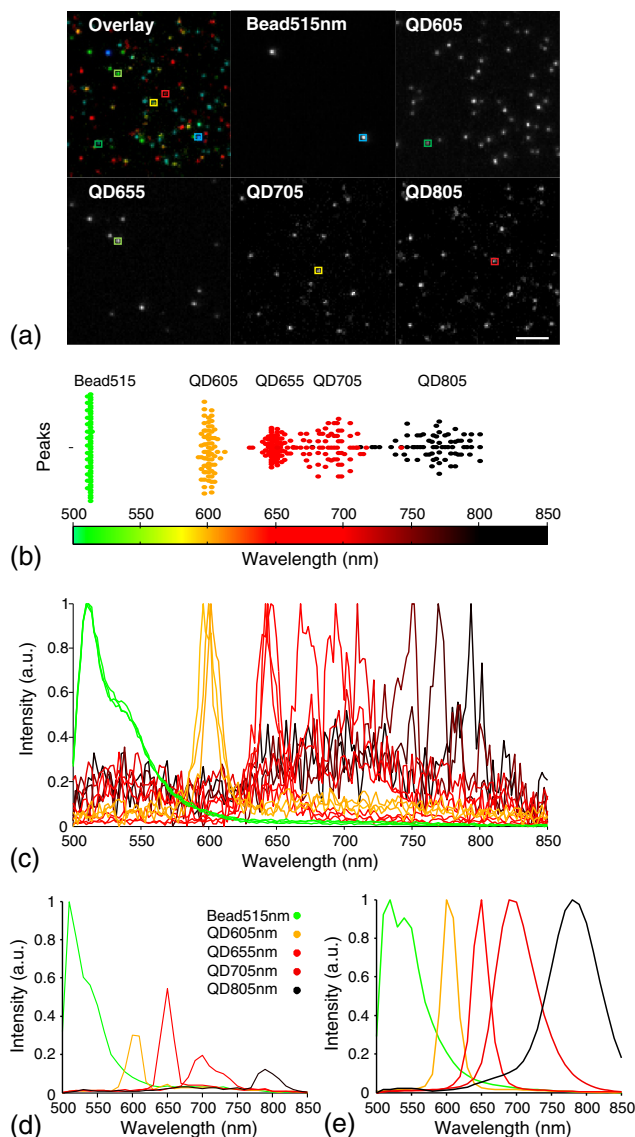 Overlay
Bead515nm
QD605
QD655
QD705
QD805
(a)
Bead515
QD605
QD655
QD705
QD805
Peaks
500 550 600 650 700 750 800 850
Wavelength (nm)
(b)
1
0.8
0.6
0.4
0.2
0
Intensity (a.u.)
500 550 600 650 700 750 800 850
Wavelength (nm)
(c)
Bead515nm
QD605nm
QD655nm
QD705nm
QD805nm
1
0.8
0.6
0.4
0.2
0
Intensity (a.u.)
500 550 600 650 700 750 800 850
Wavelength (nm)
(d)
1
0.8
0.6
0.4
0.2
0
Intensity (a.u.)
500 550 600 650 700 750 800 850
Wavelength (nm)
(e)